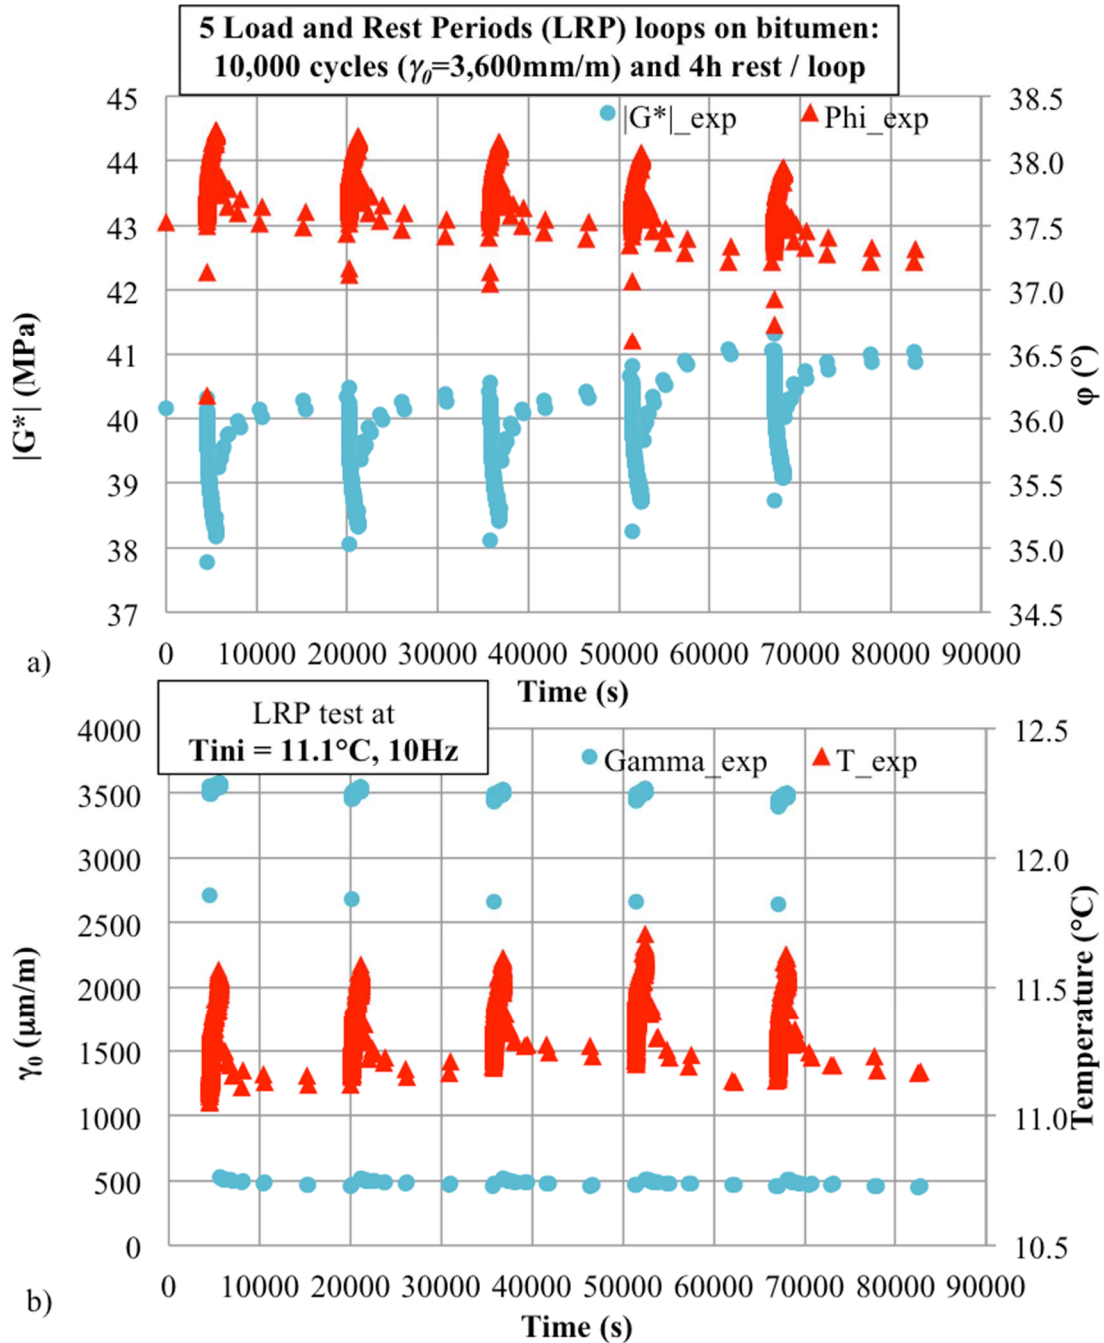 5 Load and Rest Periods (LRP) loops on bitumen:
10,000 cycles (γ0=3,600mm/m) and 4h rest / loop
|G*|_exp Phi_exp
|G*| (MPa)
45
44
43
42
41
40
39
38
37
38.5
38.0
37.5
37.0
36.5
36.0
35.5
35.0
34.5
φ (°)
0 10000 20000 30000 40000 50000 60000 70000 80000 90000
Time (s)
a)
LRP test at
Tini = 11.1°C, 10Hz
Gamma_exp T_exp
γ0 (µm/m)
4000
3500
3000
2500
2000
1500
1000
500
0
12.5
12.0
11.5
11.0
10.5
Temperature (°C)
0 10000 20000 30000 40000 50000 60000 70000 80000 90000
Time (s)
b)